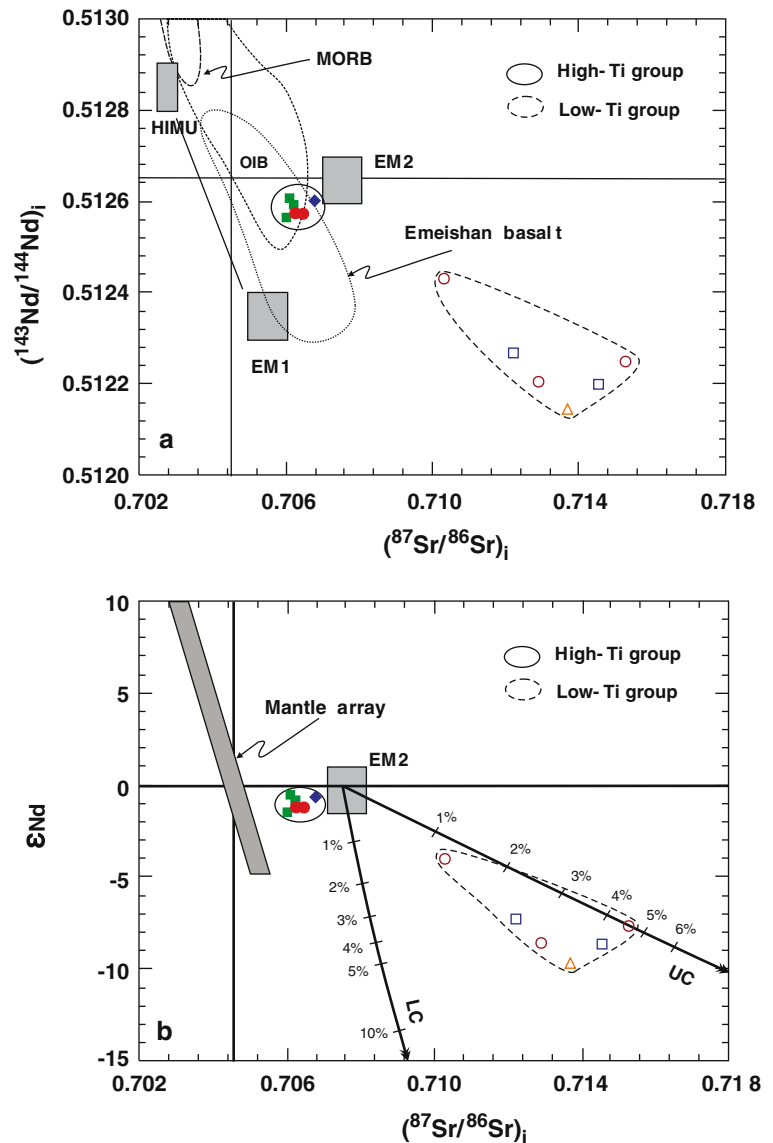 0.5130
0.5128
0.5126
0.5124
0.5122
0.5120
(¹⁴³Nd/¹⁴⁴Nd)ᵢ
MORB
High- Ti group
Low- Ti group
HIMU
OIB
EM2
Emeishan basalt
EM1
a
0.702 0.706 0.710 0.714 0.718
(⁸⁷Sr/⁸⁶Sr)ᵢ
10
5
0
-5
-10
-15
εNd
High- Ti group
Low- Ti group
Mantle array
EM2
1%
2%
3%
4%
5%
6%
UC
1%
2%
3%
4%
5%
10%
LC
b
0.702 0.706 0.710 0.714 0.71 8
(⁸⁷Sr/⁸⁶Sr)ᵢ